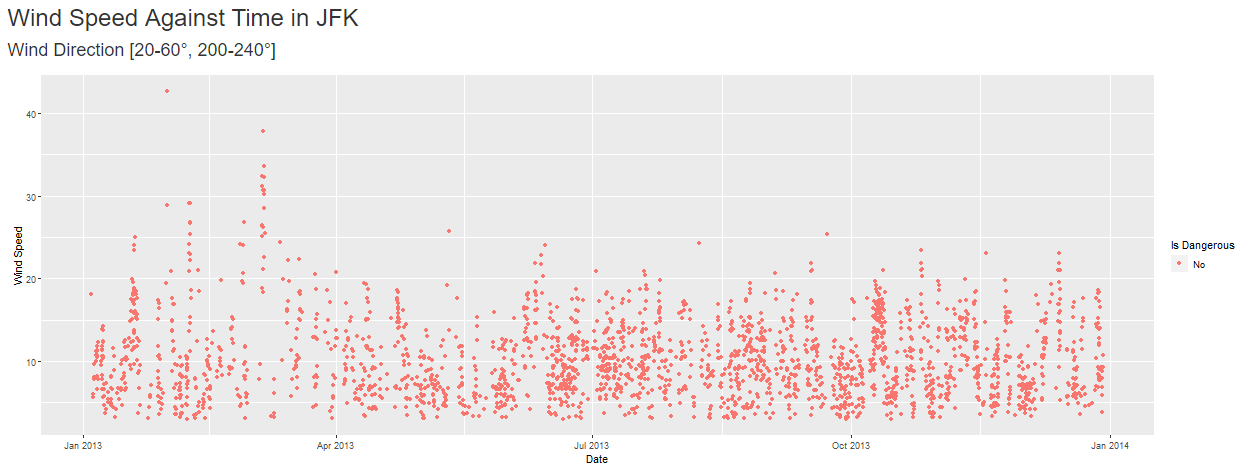 Wind Speed Against Time in JFK
Wind Direction [20-60°, 200-240°]
40
30
20
10
Wind Speed
Jan 2013
Apr 2013
Jul 2013
Oct 2013
Jan 2014
Date
Is Dangerous
No